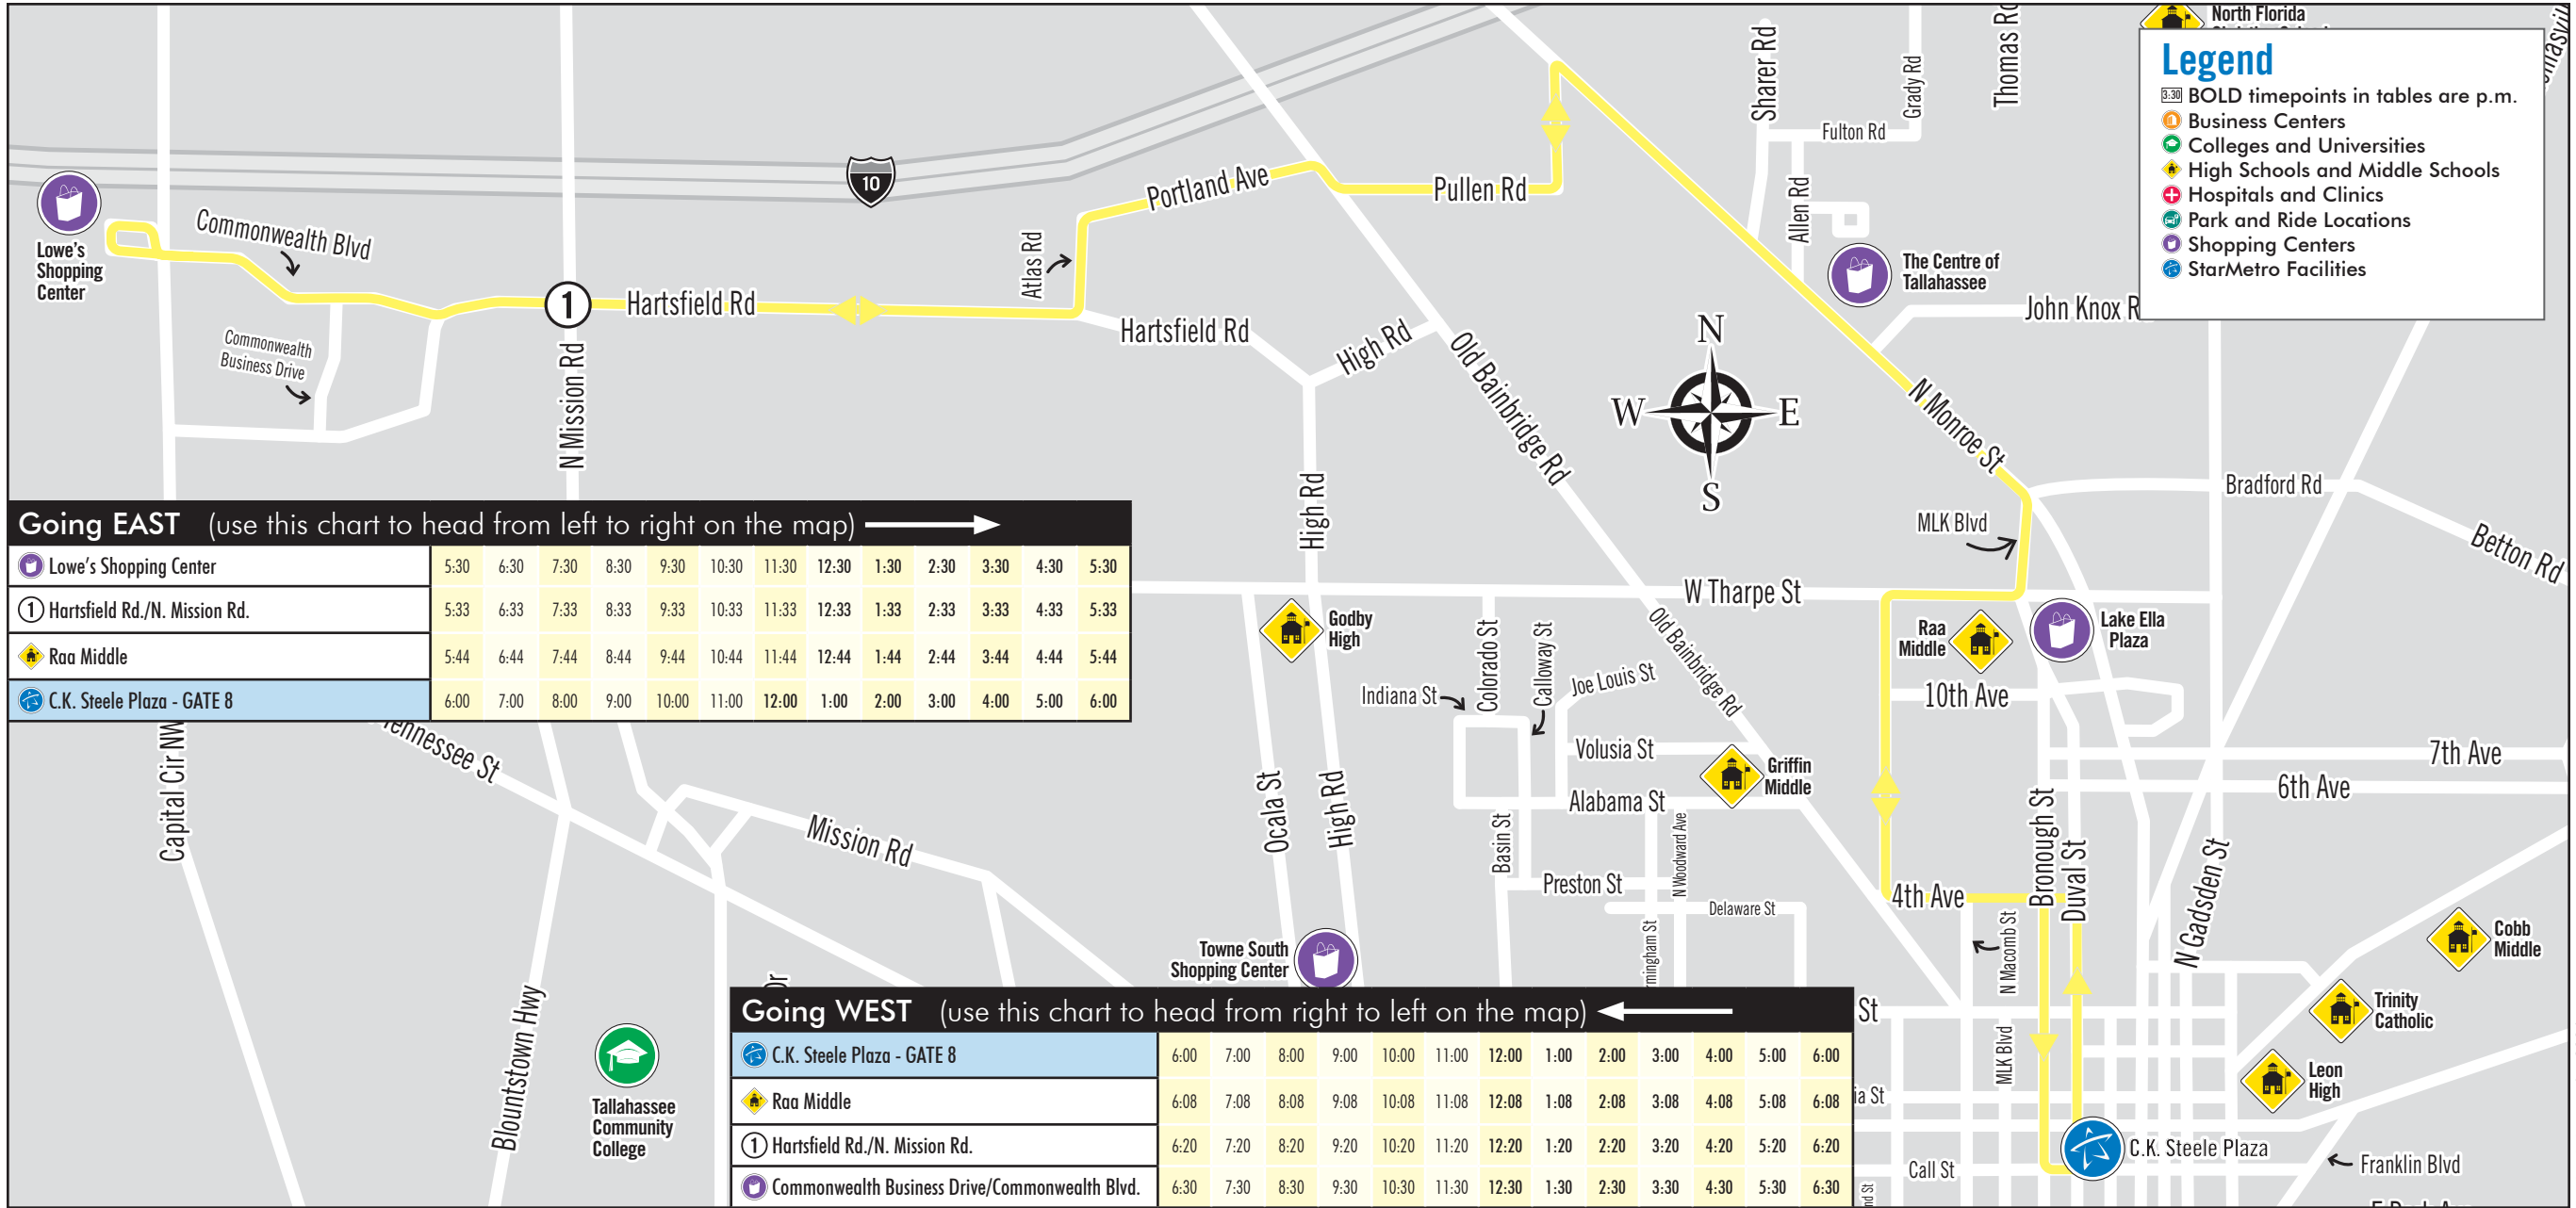 North Florida
Thomas Rd
Sharer Rd
Grady Rd
Fulton Rd
Allen Rd
Legend
3:30 BOLD timepoints in tables are p.m.
Business Centers
Colleges and Universities
High Schools and Middle Schools
Hospitals and Clinics
Park and Ride Locations
Shopping Centers
StarMetro Facilities
10
Lowe's
Shopping
Center
Commonwealth Blvd
Commonwealth
Business Drive
1
Hartsfield Rd
N Mission Rd
Atlas Rd
Portland Ave
Pullen Rd
Hartsfield Rd
High Rd
Old Bainbridge Rd
The Centre of
Tallahassee
John Knox R
N
W E
S
N Monroe St
Bradford Rd
Betton Rd
MLK Blvd
High Rd
W Tharpe St
Going EAST (use this chart to head from left to right on the map)
Lowe's Shopping Center 5:30 6:30 7:30 8:30 9:30 10:30 11:30 12:30 1:30 2:30 3:30 4:30 5:30
1 Hartsfield Rd./N. Mission Rd. 5:33 6:33 7:33 8:33 9:33 10:33 11:33 12:33 1:33 2:33 3:33 4:33 5:33
Raa Middle 5:44 6:44 7:44 8:44 9:44 10:44 11:44 12:44 1:44 2:44 3:44 4:44 5:44
C.K. Steele Plaza - GATE 8 6:00 7:00 8:00 9:00 10:00 11:00 12:00 1:00 2:00 3:00 4:00 5:00 6:00
Godby
High
Raa
Middle
Lake Ella
Plaza
Old Bainbridge Rd
Colorado St
Calloway St
Joe Louis St
Indiana St
10th Ave
Volusia St
Griffin
Middle
7th Ave
6th Ave
Alabama St
Tennessee St
Capital Cir NW
Mission Rd
Ocala St
High Rd
Basin St
N Woodward Ave
Preston St
Delaware St
4th Ave
Bronough St
Duval St
N Gadsden St
N Macomb St
Cobb
Middle
Towne South
Shopping Center
Trinity
Catholic
Leon
High
MLK Blvd
Blountstown Hwy
Dr
Tallahassee
Community
College
Going WEST (use this chart to head from right to left on the map)
C.K. Steele Plaza - GATE 8 6:00 7:00 8:00 9:00 10:00 11:00 12:00 1:00 2:00 3:00 4:00 5:00 6:00
Raa Middle 6:08 7:08 8:08 9:08 10:08 11:08 12:08 1:08 2:08 3:08 4:08 5:08 6:08
1 Hartsfield Rd./N. Mission Rd. 6:20 7:20 8:20 9:20 10:20 11:20 12:20 1:20 2:20 3:20 4:20 5:20 6:20
Commonwealth Business Drive/Commonwealth Blvd. 6:30 7:30 8:30 9:30 10:30 11:30 12:30 1:30 2:30 3:30 4:30 5:30 6:30
St
ia St
Call St
C.K. Steele Plaza
Franklin Blvd